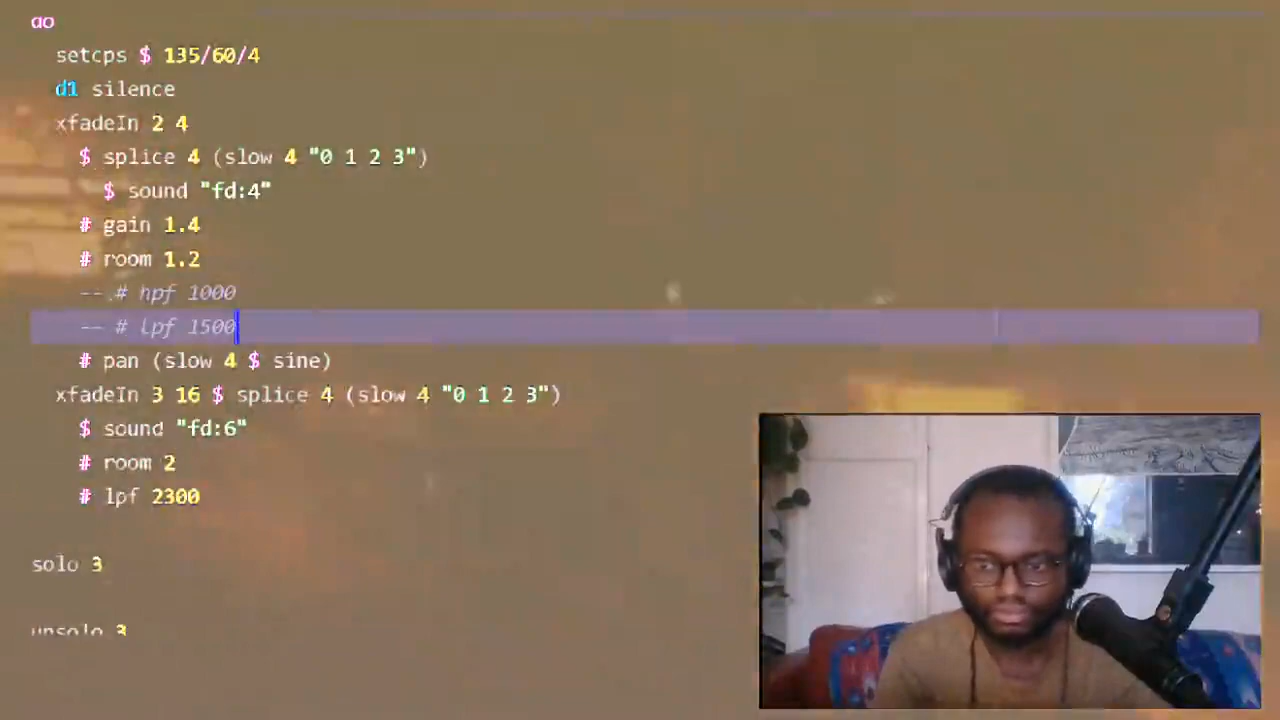 do
setcps $ 135/60/4
d1 silence
xfadeIn 2 4
$ splice 4 (slow 4 "0 1 2 3")
$ sound "fd:4"
# gain 1.4
# room 1.2
-- # hpf 1000
-- # lpf 1500
# pan (slow 4 $ sine)
xfadeIn 3 16 $ splice 4 (slow 4 "0 1 2 3")
$ sound "fd:6"
# room 2
# lpf 2300
solo 3
unsolo 3